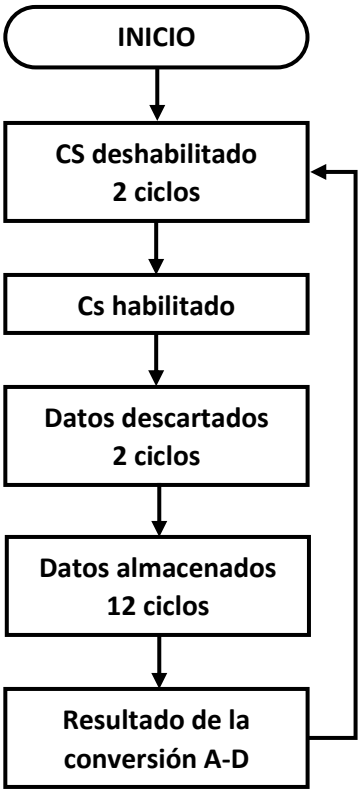 INICIO
CS deshabilitado
2 ciclos
Cs habilitado
Datos descartados
2 ciclos
Datos almacenados
12 ciclos
Resultado de la
conversión A-D